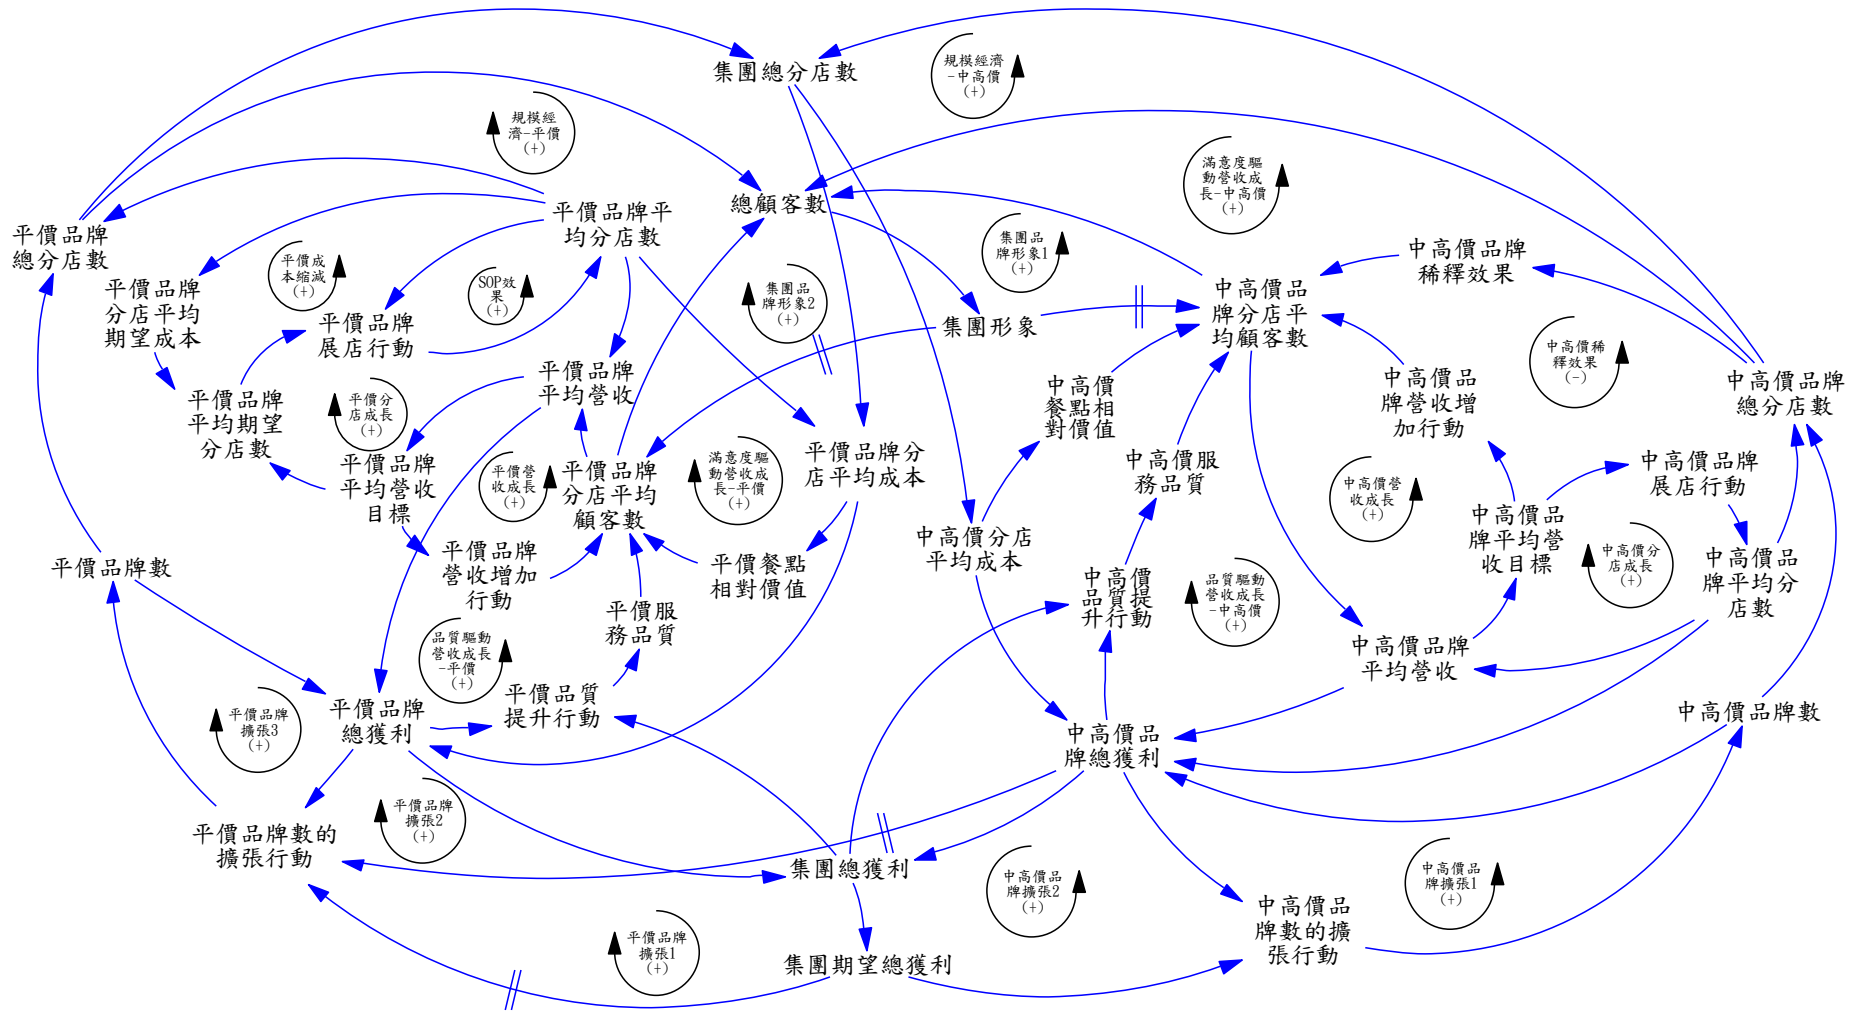 集團總分店數
規模經濟
-中高價
(+)
規模經
濟-平價
(+)
滿意度驅
動營收成
長-中高價
(+)
總顧客數
平價品牌平
均分店數
平價品牌
總分店數
集團品
牌形象1
(+)
中高價品牌
稀釋效果
平價成
本縮減
(+)
SOP效
果
(+)
集團品
牌形象2
(+)
平價品牌
分店平均
期望成本
平價品牌
展店行動
集團形象
中高價品
牌分店平
均顧客數
中高價稀
釋效果
(-)
平價品牌
平均營收
中高價
餐點相
對價值
中高價品
牌營收增
加行動
中高價品牌
總分店數
平價品牌
平均期望
分店數
平價分
店成長
(+)
平價品牌
平均營收
目標
平價營
收成長
(+)
平價品牌
分店平均
顧客數
滿意度驅
動營收成
長-平價
(+)
平價品牌分
店平均成本
中高價服
務品質
中高價營
收成長
(+)
中高價品牌
展店行動
中高價品
牌平均營
收目標
中高價分
店成長
(+)
中高價品
牌平均分
店數
平價品牌數
平價品牌
營收增加
行動
平價餐點
相對價值
中高價分店
平均成本
中高價
品質提
升行動
品質驅動
營收成長
-中高價
(+)
平價服
務品質
品質驅動
營收成長
-平價
(+)
中高價品牌
平均營收
平價品牌
擴張3
(+)
平價品牌
總獲利
平價品質
提升行動
中高價品
牌總獲利
中高價品牌數
平價品牌數的
擴張行動
平價品牌
擴張2
(+)
集團總獲利
中高價品
牌擴張2
(+)
中高價品
牌擴張1
(+)
平價品牌
擴張1
(+)
集團期望總獲利
中高價品
牌數的擴
張行動